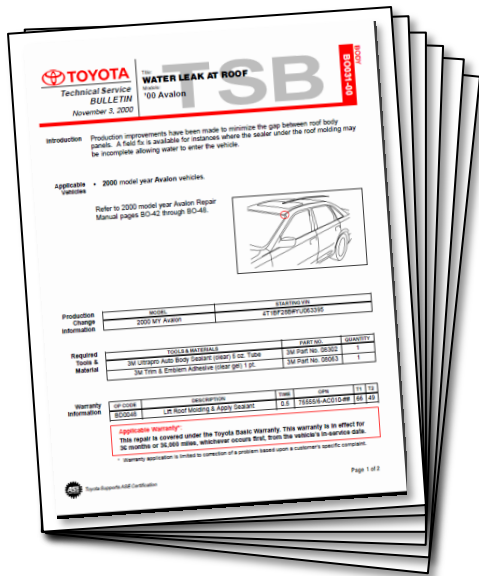 TOYOTA
Technical Service
BULLETIN
November 3, 2000
Title:
WATER LEAK AT ROOF
Models:
'00 Avalon
TSB
BODY
BO031-00
Introduction
Production improvements have been made to minimize the gap between roof body
panels. A field fix is available for instances where the sealer under the roof molding may
be incomplete allowing water to enter the vehicle.
Applicable
Vehicles
• 2000 model year Avalon vehicles.
Refer to 2000 model year Avalon Repair
Manual pages BO-42 through BO-46.
Production
Change
Information
MODEL STARTING VIN
2000 MY Avalon 4T1BF28B#YU063395
Required
Tools &
Material
TOOLS & MATERIALS PART NO. QUANTITY
3M Ultrapro Auto Body Sealant (clear) 5 oz. Tube 3M Part No. 08302 1
3M Trim & Emblem Adhesive (clear gel) 1 pt. 3M Part No. 08063 1
Warranty
Information
OP CODE DESCRIPTION TIME OPN T1 T2
BD0046 Lift Roof Molding & Apply Sealant 0.5 75555/6-AC010-## 66 49
Applicable Warranty*:
This repair is covered under the Toyota Basic Warranty. This warranty is in effect for
36 months or 36,000 miles, whichever occurs first, from the vehicle's in-service date.
* Warranty application is limited to correction of a problem based upon a customer's specific complaint.
ASE
Toyota Supports ASE Certification
Page 1 of